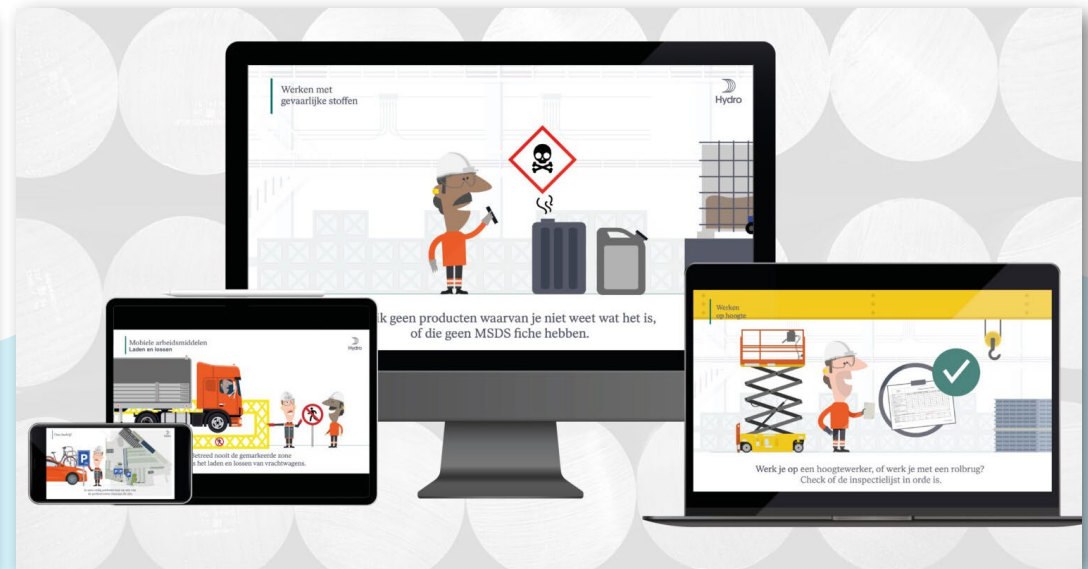 Werken met
gevaarlijke stoffen
Hydro
ik geen producten waarvan je niet weet wat het is,
of die geen MSDS fiche hebben.
Mobiele arbeidsmiddelen
Laden en lossen
Hydro
Betreed nooit de gemarkeerde zone
het laden en lossen van vrachtwagens.
P
P
Werken
op hoogte
Werk je op een hoogtewerker, of werk je met een rolbrug?
Check of de inspectielijst in orde is.